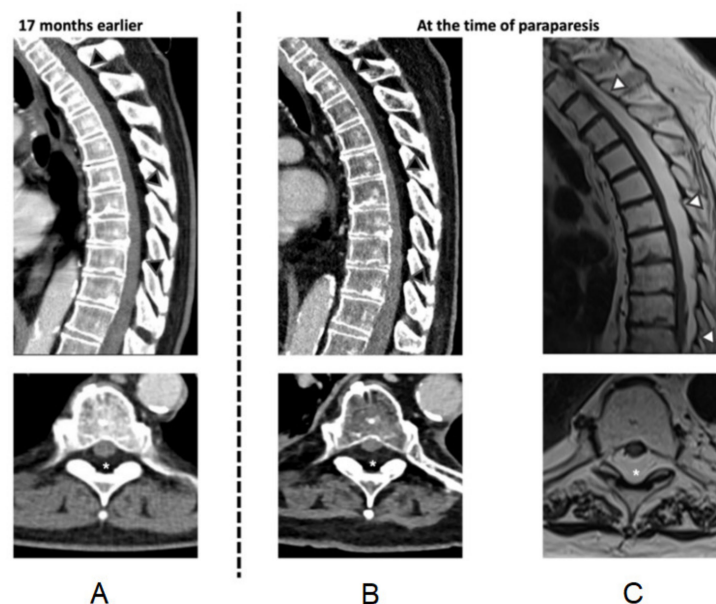 17 months earlier
At the time of paraparesis
*
*
*
A
B
C